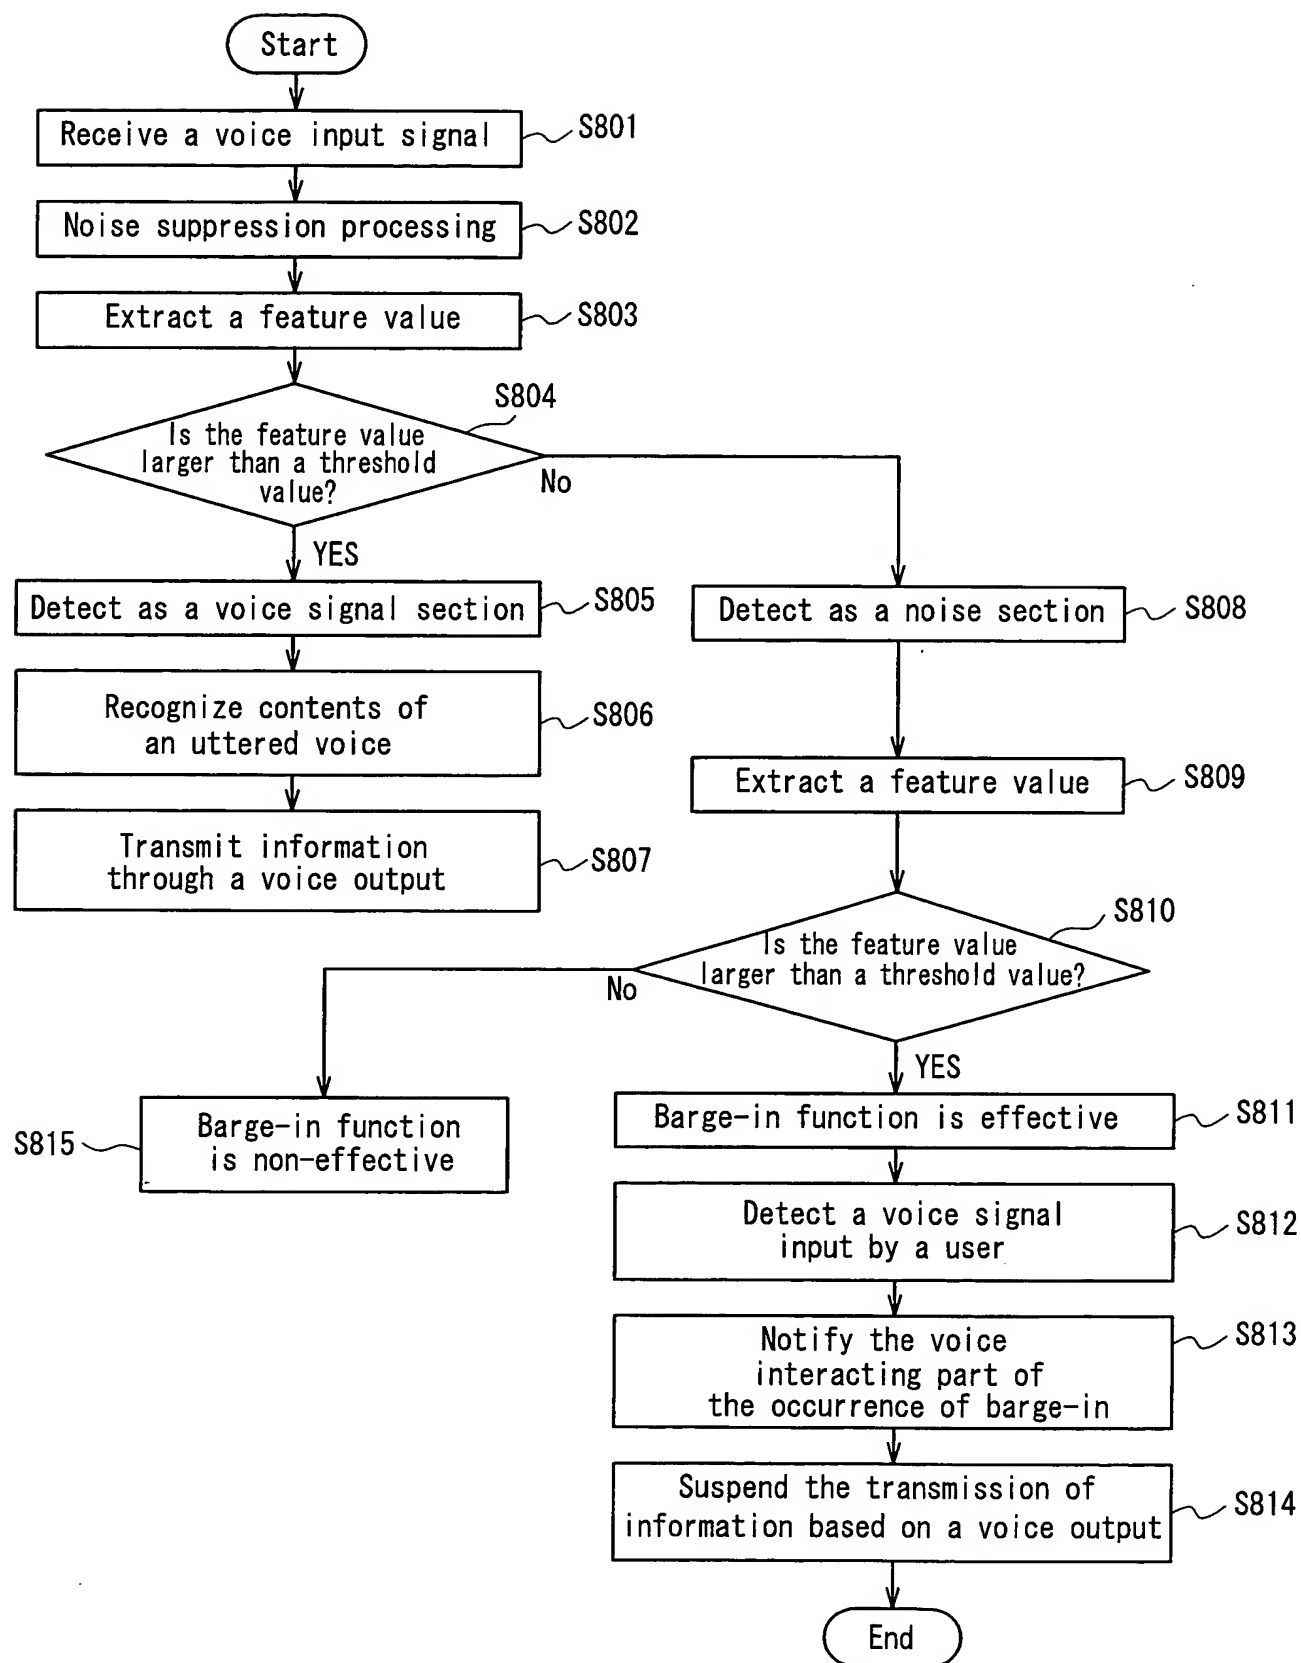 Start
Receive a voice input signal
S801
Noise suppression processing
S802
Extract a feature value
S803
S804
Is the feature value
larger than a threshold
value?
No
YES
Detect as a voice signal section
S805
Recognize contents of
an uttered voice
S806
Transmit information
through a voice output
S807
Detect as a noise section
S808
Extract a feature value
S809
S810
Is the feature value
larger than a threshold value?
No
YES
Barge-in function is effective
S811
S815
Barge-in function
is non-effective
Detect a voice signal
input by a user
S812
Notify the voice
interacting part of
the occurrence of barge-in
S813
Suspend the transmission of
information based on a voice output
S814
End